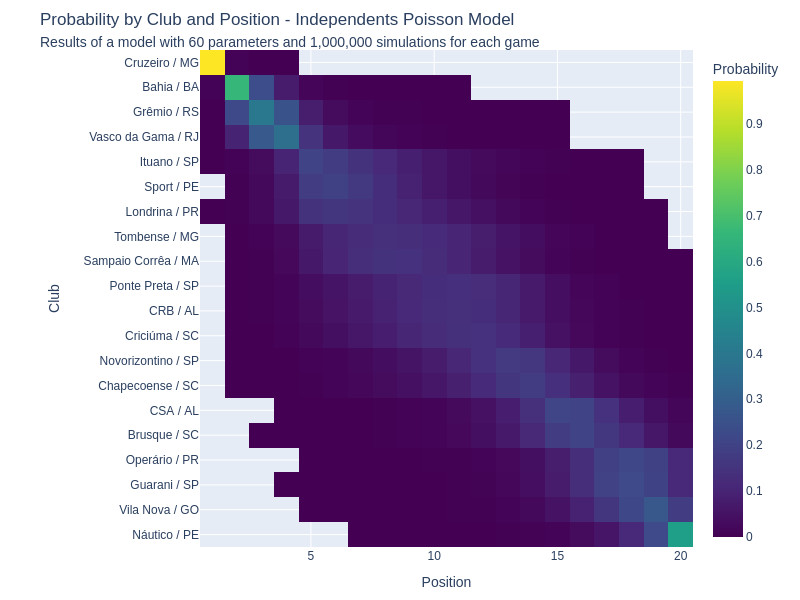 Probability by Club and Position - Independents Poisson Model
Results of a model with 60 parameters and 1,000,000 simulations for each game
Probability
Club
Cruzeiro / MG
Bahia / BA
Grêmio / RS
Vasco da Gama / RJ
Ituano / SP
Sport / PE
Londrina / PR
Tombense / MG
Sampaio Corrêa / MA
Ponte Preta / SP
CRB / AL
Criciúma / SC
Novorizontino / SP
Chapecoense / SC
CSA / AL
Brusque / SC
Operário / PR
Guarani / SP
Vila Nova / GO
Náutico / PE
0.9
0.8
0.7
0.6
0.5
0.4
0.3
0.2
0.1
0
5 10 15 20
Position